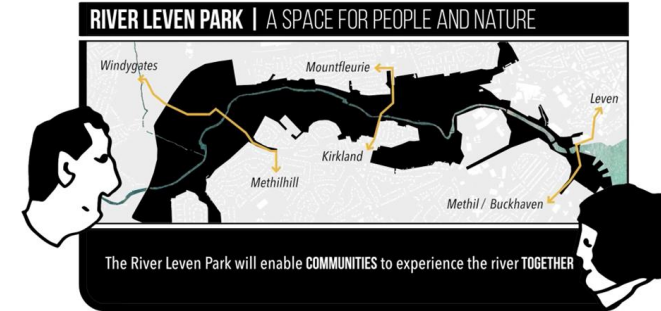 RIVER LEVEN PARK | A SPACE FOR PEOPLE AND NATURE
Windygates
Mountfleurie
Leven
Kirkland
Methilhill
Methil / Buckhaven
The River Leven Park will enable COMMUNITIES to experience the river TOGETHER